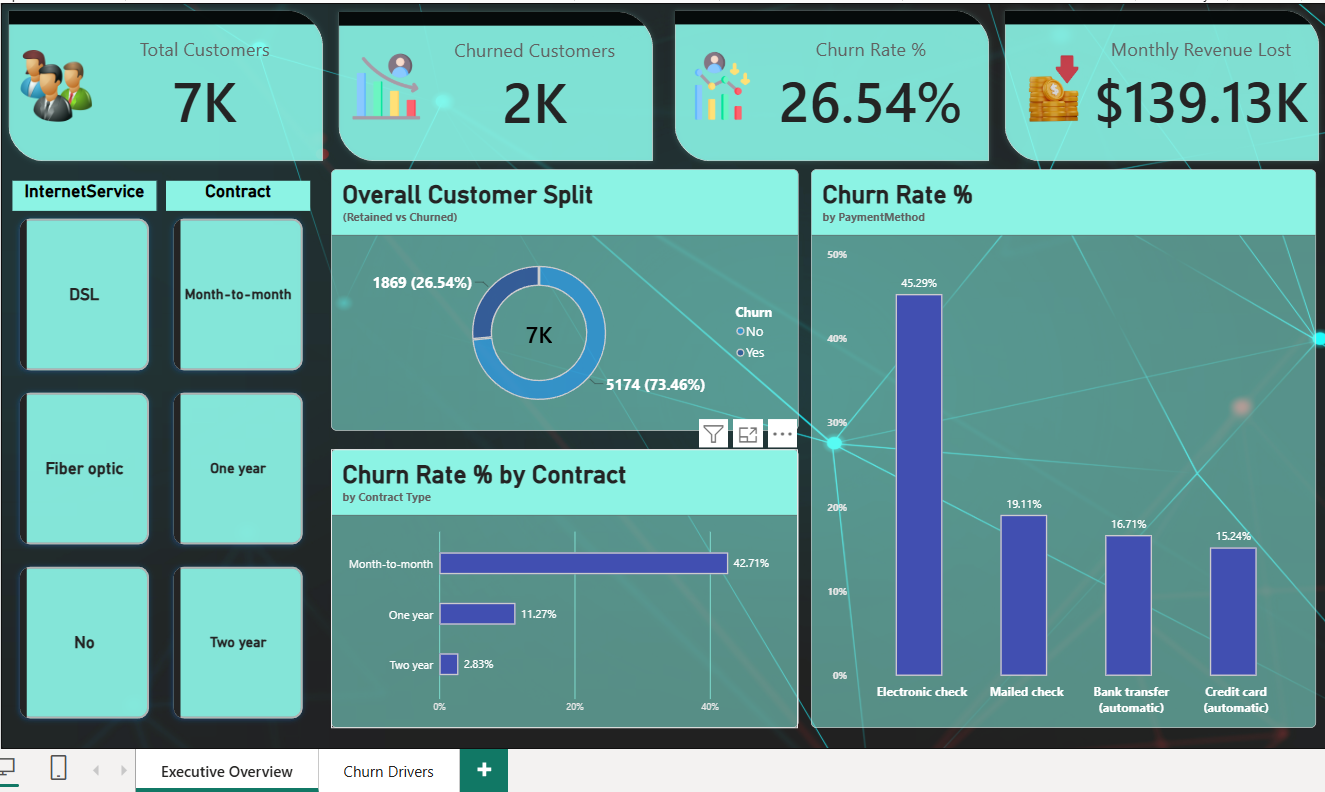 Total Customers
7K
Churned Customers
2K
Churn Rate %
26.54%
Monthly Revenue Lost
$139.13K
InternetService
DSL
Fiber optic
No
Contract
Month-to-month
One year
Two year
Overall Customer Split
(Retained vs Churned)
1869 (26.54%)
7K
5174 (73.46%)
Churn
No
Yes
Churn Rate % by Contract
by Contract Type
Month-to-month
42.71%
One year
11.27%
Two year
2.83%
0%
20%
40%
Churn Rate %
by PaymentMethod
50%
40%
30%
20%
10%
0%
45.29%
19.11%
16.71%
15.24%
Electronic check
Mailed check
Bank transfer
(automatic)
Credit card
(automatic)
Executive Overview
Churn Drivers